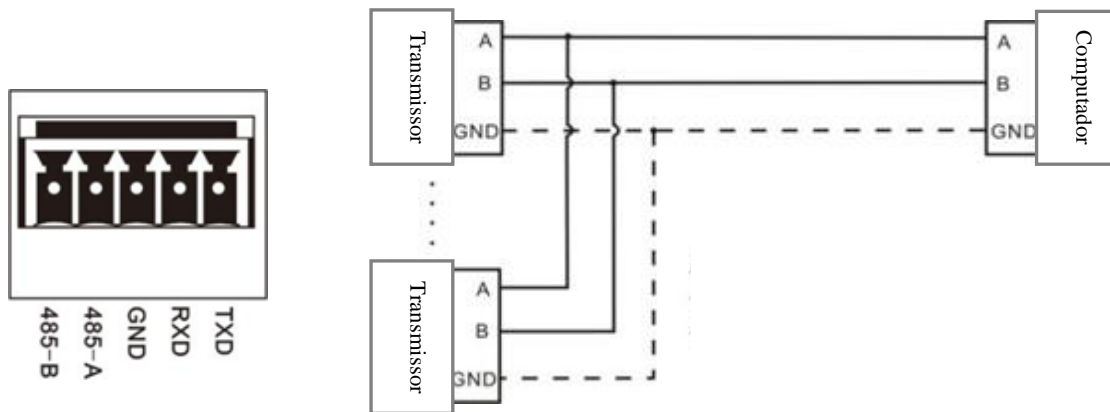 485-B
485-A
GND
RXD
TXD
Transmissor
A
B
GND
Computador
A
B
GND
Transmissor
A
B
GND